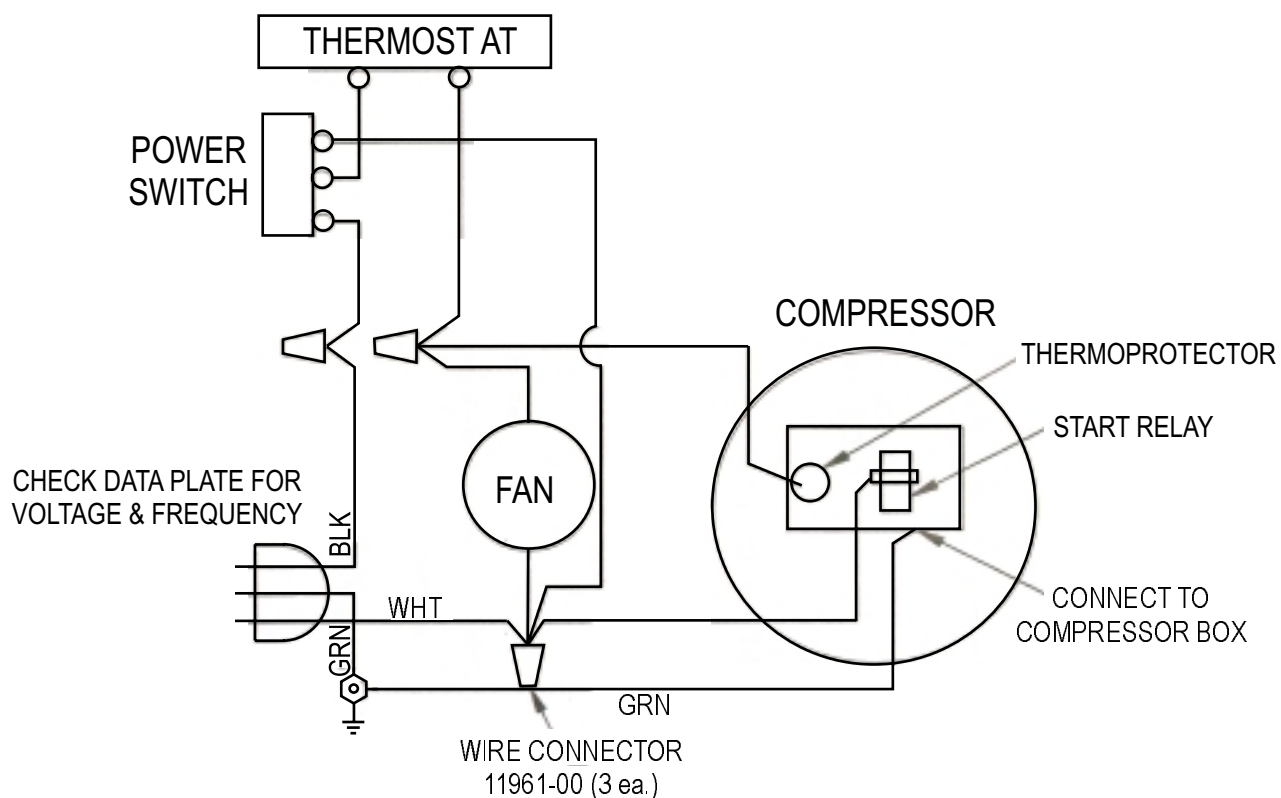 THERMOST AT
POWER
SWITCH
COMPRESSOR
THERMOPROTECTOR
START RELAY
CHECK DATA PLATE FOR
VOLTAGE & FREQUENCY
FAN
BLK
WHT
GRN
CONNECT TO
COMPRESSOR BOX
GRN
WIRE CONNECTOR
11961-00 (3 ea.)